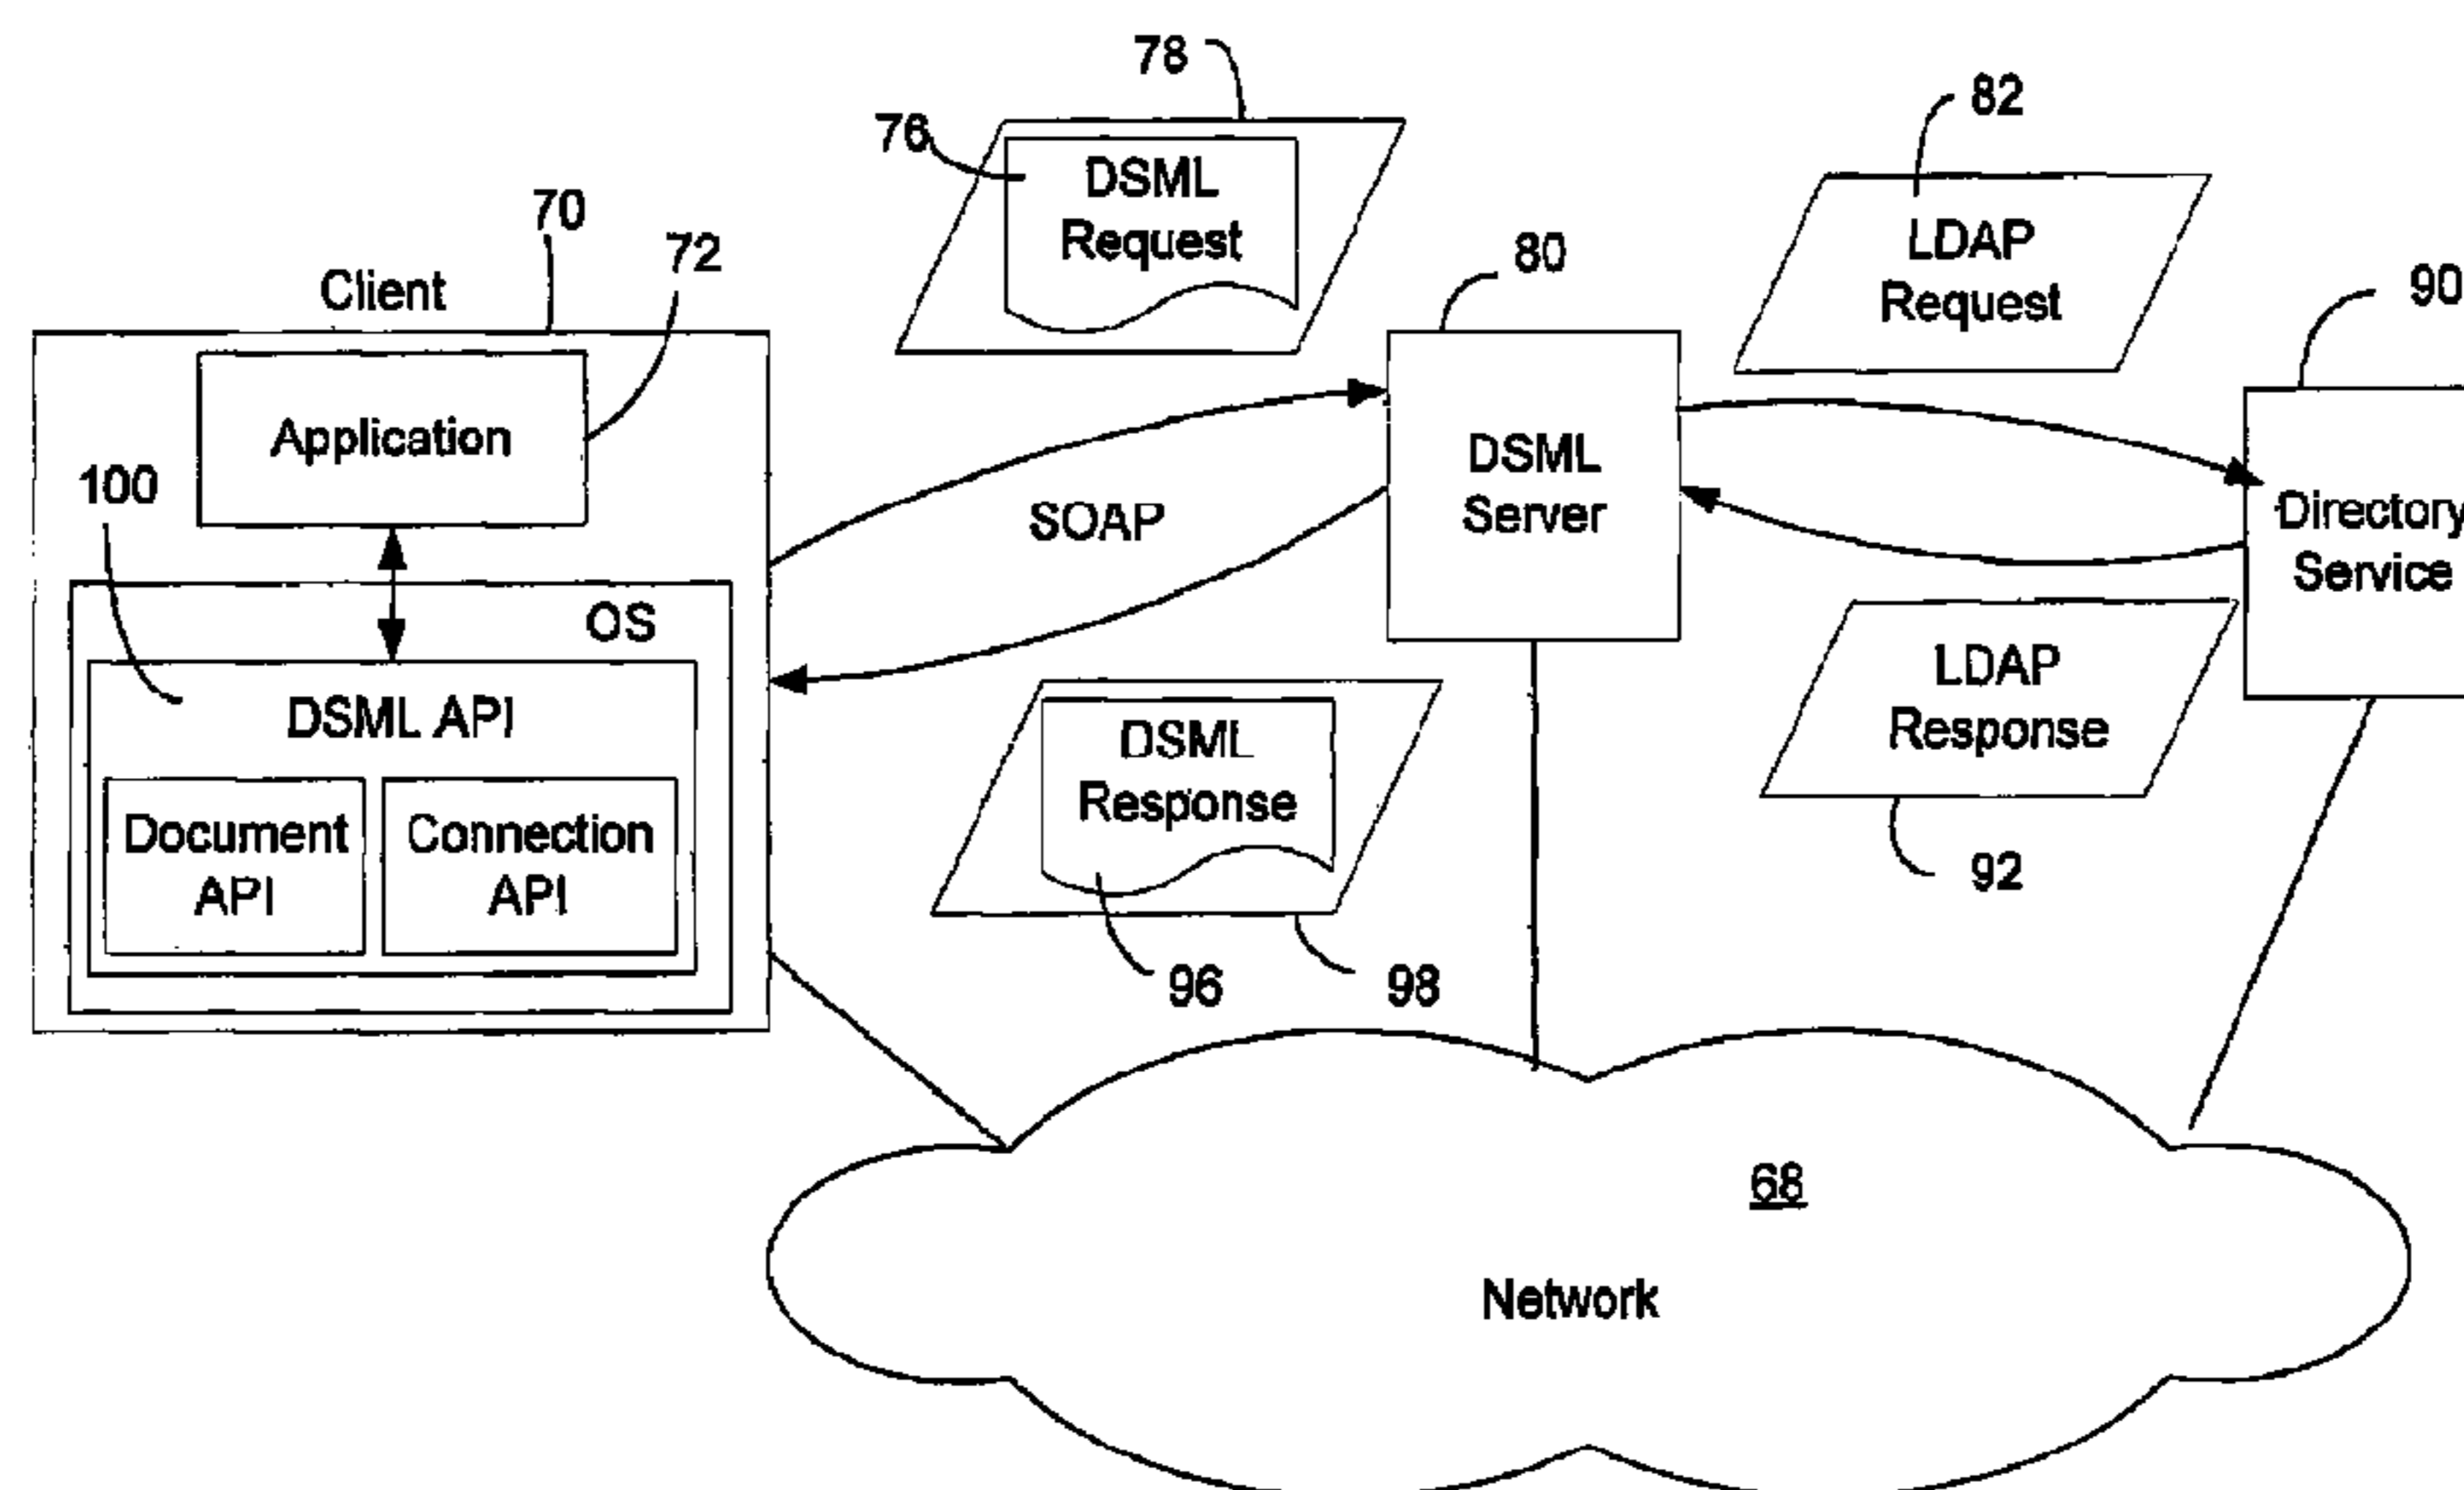 78
76
DSML
Request
82
LDAP
Request
70
72
Client
80
90
Application
100
SOAP
DSML
Server
Directory
Service
OS
DSML API
Document
API
Connection
API
DSML
Response
LDAP
Response
92
96
98
68
Network